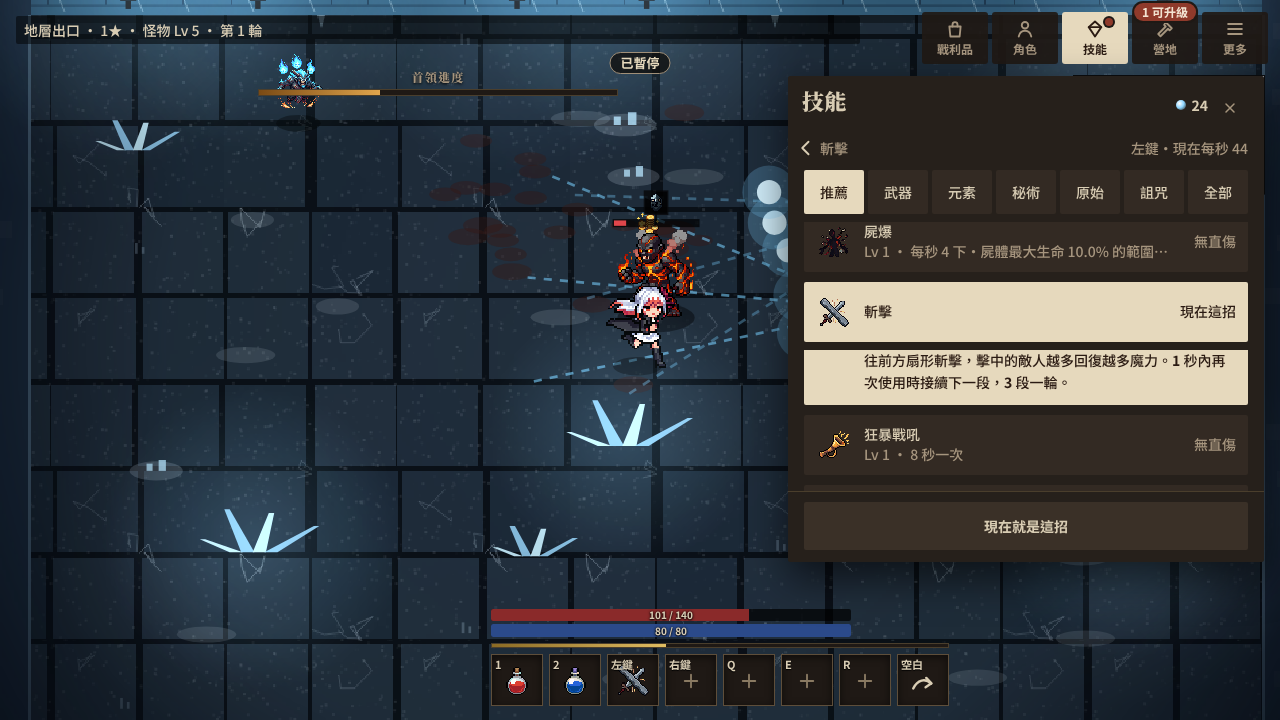 地層出口 • 1★ • 怪物 Lv 5 • 第 1 輪
首領進度
已暫停
戰利品
角色
技能
1 可升級
營地
更多
技能
24
斬擊
左鍵・現在每秒 44
推薦
武器
元素
秘術
原始
詛咒
全部
屍爆
Lv 1 • 每秒 4 下・屍體最大生命 10.0% 的範圍⋯
無直傷
斬擊
現在這招
往前方扇形斬擊，擊中的敵人越多回復越多魔力。1 秒內再
次使用時接續下一段，3 段一輪。
狂暴戰吼
Lv 1 • 8 秒一次
無直傷
現在就是這招
101 / 140
80 / 80
1
2
左鍵
右鍵
Q
E
R
空白